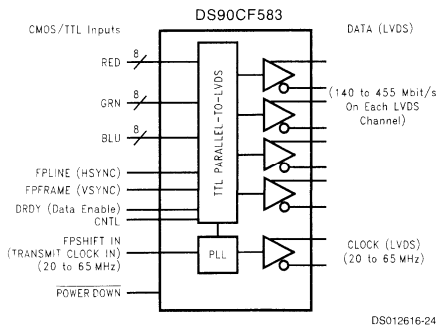 DS90CF583
CMOS/TTL Inputs
DATA (LVDS)
RED
8
GRN
8
BLU
8
FPLINE (HSYNC)
FPFRAME (VSYNC)
DRDY (Data Enable)
CNTL
FPSHIFT IN
(TRANSMIT CLOCK IN)
(20 to 65 MHz)
POWER DOWN
TTL PARALLEL-TO-LVDS
PLL
(140 to 455 Mbit/s
On Each LVDS
Channel)
CLOCK (LVDS)
(20 to 65 MHz)
DS012616-24